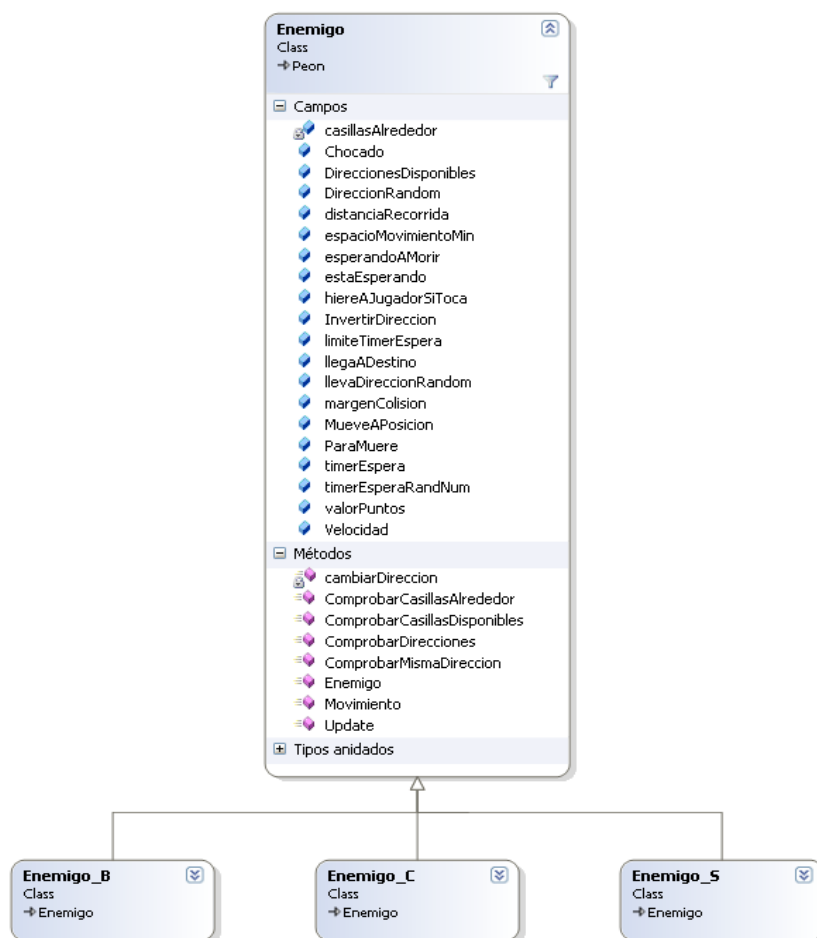 Enemigo
Class
Peon
Campos
casillasAlrededor
Chocado
DireccionesDisponibles
DireccionRandom
distanciaRecorrida
espacioMovimientoMin
esperandoAMorir
estaEsperando
hiereAJugadorSiToca
InvertirDireccion
limiteTimerEspera
llegaADestino
llevaDireccionRandom
margenColision
MueveAPosicion
ParaMuere
timerEspera
timerEsperaRandNum
valorPuntos
Velocidad
Métodos
cambiarDireccion
ComprobarCasillasAlrededor
ComprobarCasillasDisponibles
ComprobarDirecciones
ComprobarMismaDireccion
Enemigo
Movimiento
Update
Tipos anidados
Enemigo_B
Class
Enemigo
Enemigo_C
Class
Enemigo
Enemigo_S
Class
Enemigo